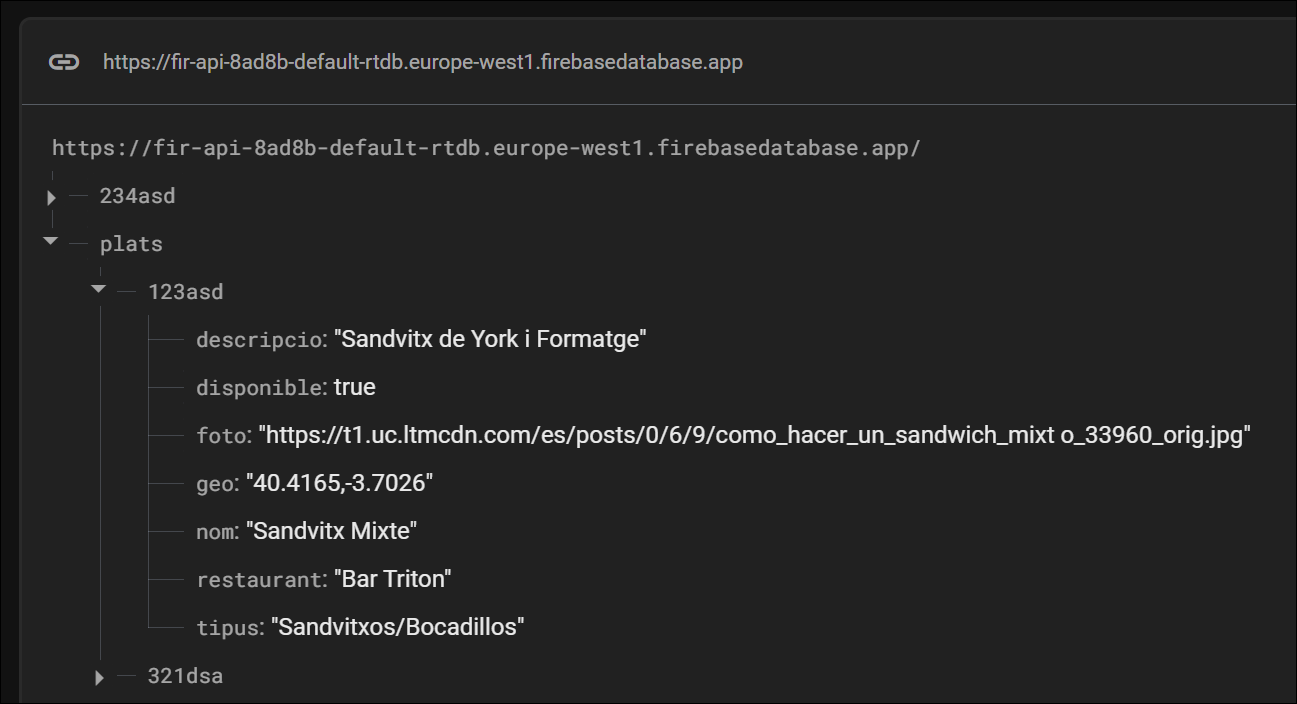 https://fir-api-8ad8b-default-rtdb.europe-west1.firebasedatabase.app
https://fir-api-8ad8b-default-rtdb.europe-west1.firebasedatabase.app/
234asd
plats
123asd
descripcio: "Sandvitx de York i Formatge"
disponible: true
foto: "https://t1.uc.ltmcdn.com/es/posts/0/6/9/como_hacer_un_sandwich_mixt o_33960_orig.jpg"
geo: "40.4165,-3.7026"
nom: "Sandvitx Mixte"
restaurant: "Bar Triton"
tipus: "Sandvitxos/Bocadillos"
321dsa